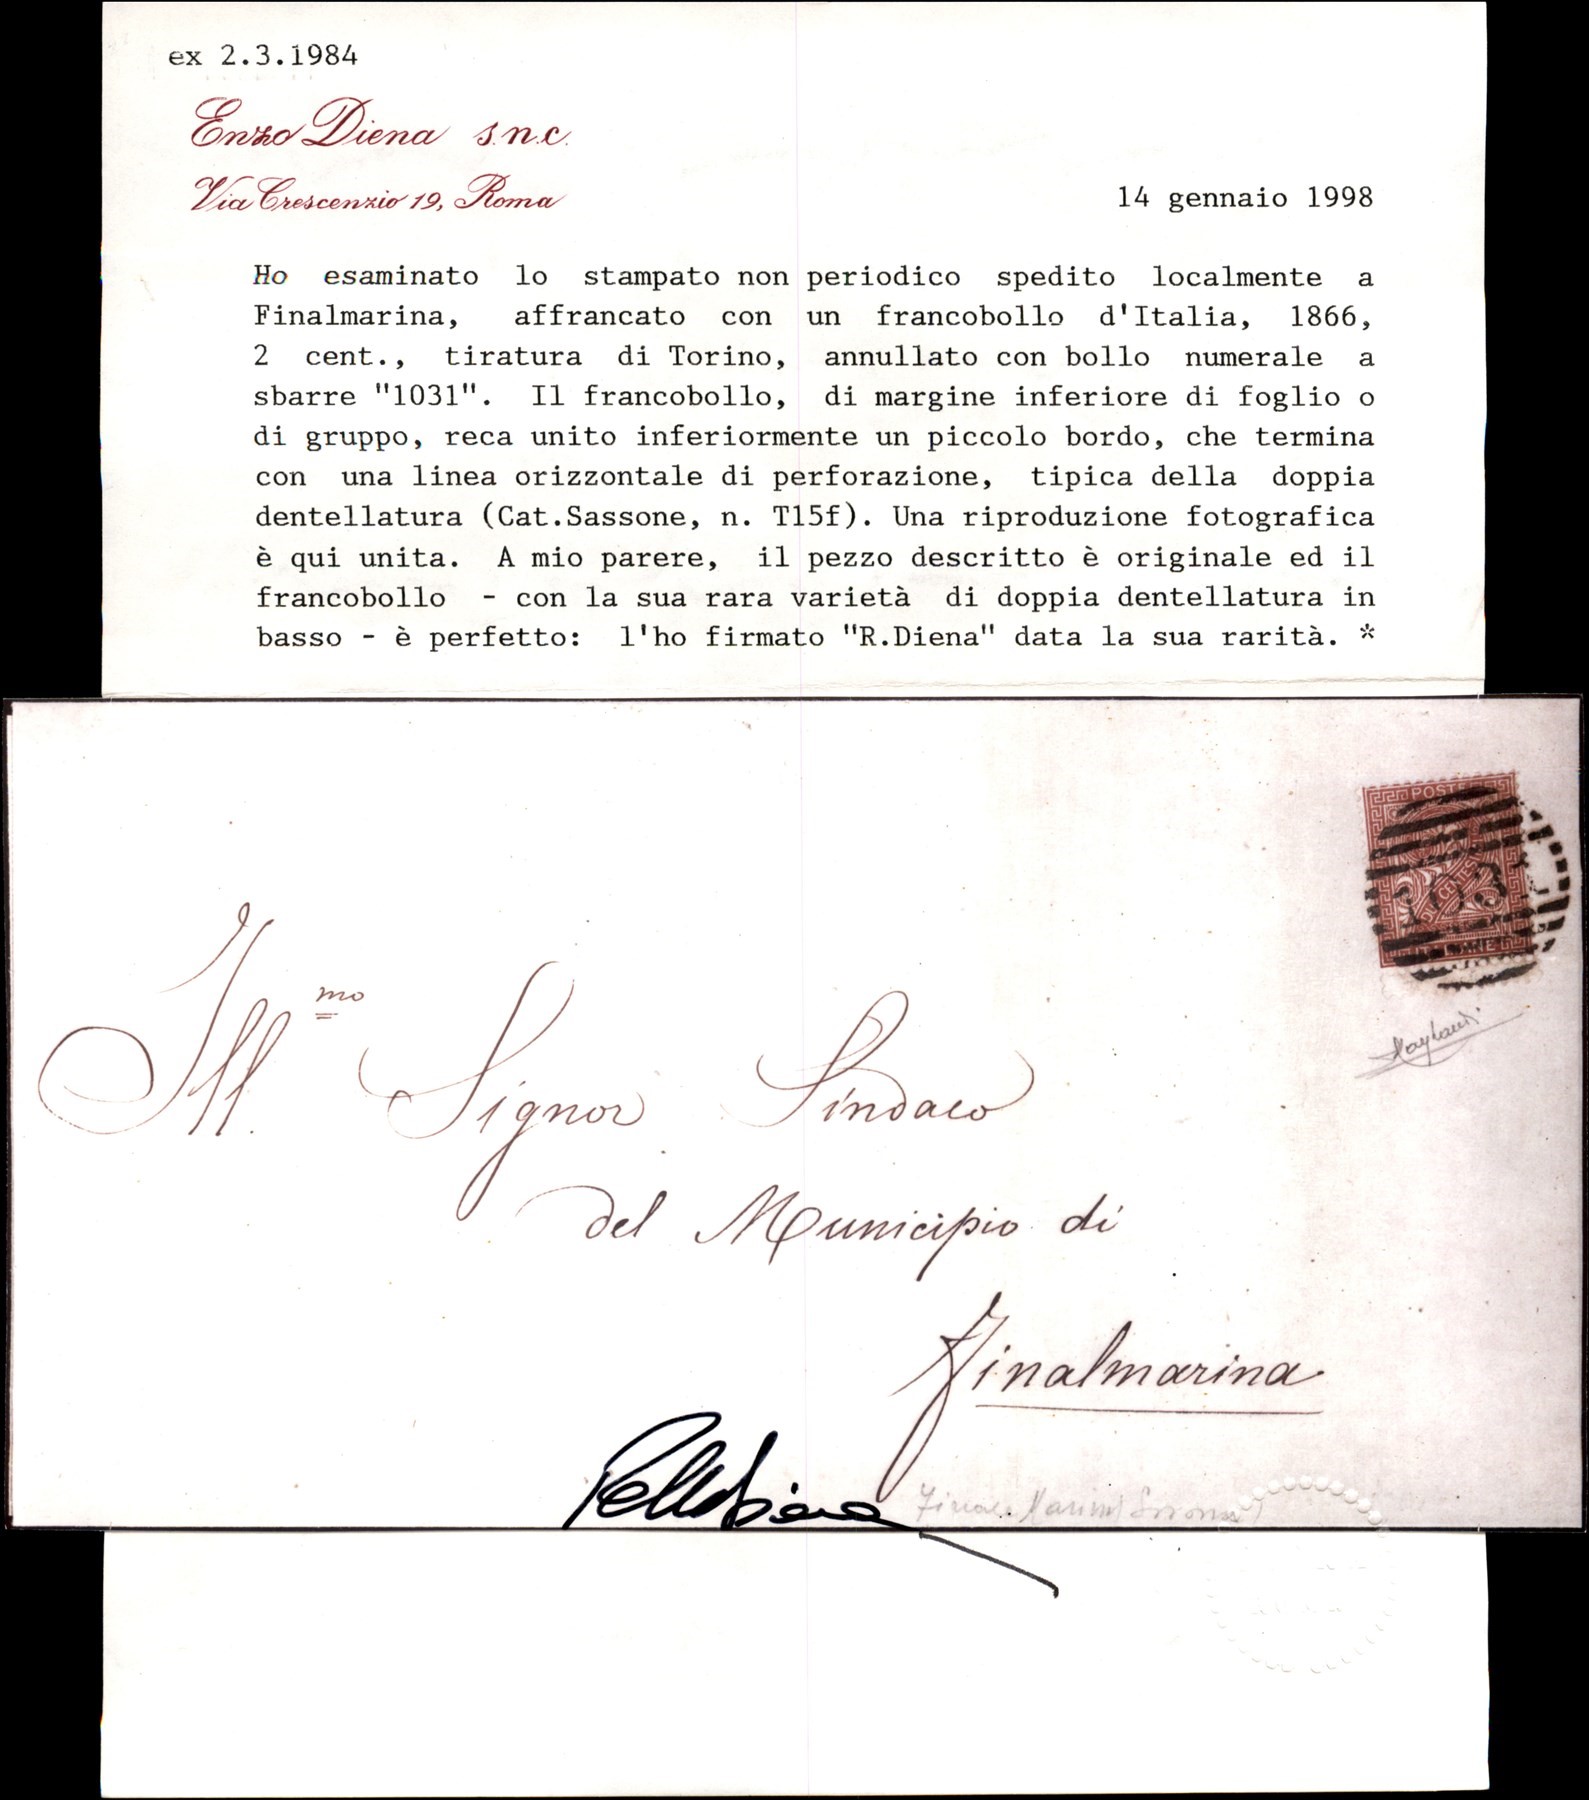 ex 2.3.1984
Enzo Diena s.n.c.
Via Crescenzio 19, Roma
14 gennaio 1998
Ho esaminato lo stampato non periodico spedito localmente a
Finalmarina, affrancato con un francobollo d'Italia, 1866,
2 cent., tiratura di Torino, annullato con bollo numerale a
sbarre "1031". Il francobollo, di margine inferiore di foglio o
di gruppo, reca unito inferiormente un piccolo bordo, che termina
con una linea orizzontale di perforazione, tipica della doppia
dentellatura (Cat.Sassone, n. T15f). Una riproduzione fotografica
è qui unita. A mio parere, il pezzo descritto è originale ed il
francobollo - con la sua rara varietà di doppia dentellatura in
basso - è perfetto: l'ho firmato "R.Diena" data la sua rarità. *
POSTE
1031
Ill.mo Signor Sindaco
del Municipio di
Finalmarina